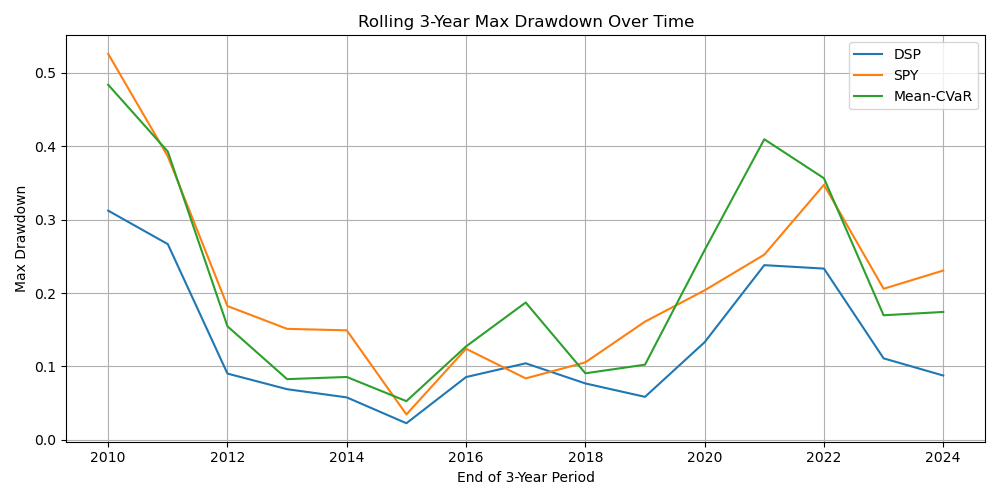 Rolling 3-Year Max Drawdown Over Time
DSP
SPY
Mean-CVaR
Max Drawdown
0.5
0.4
0.3
0.2
0.1
0.0
2010 2012 2014 2016 2018 2020 2022 2024
End of 3-Year Period